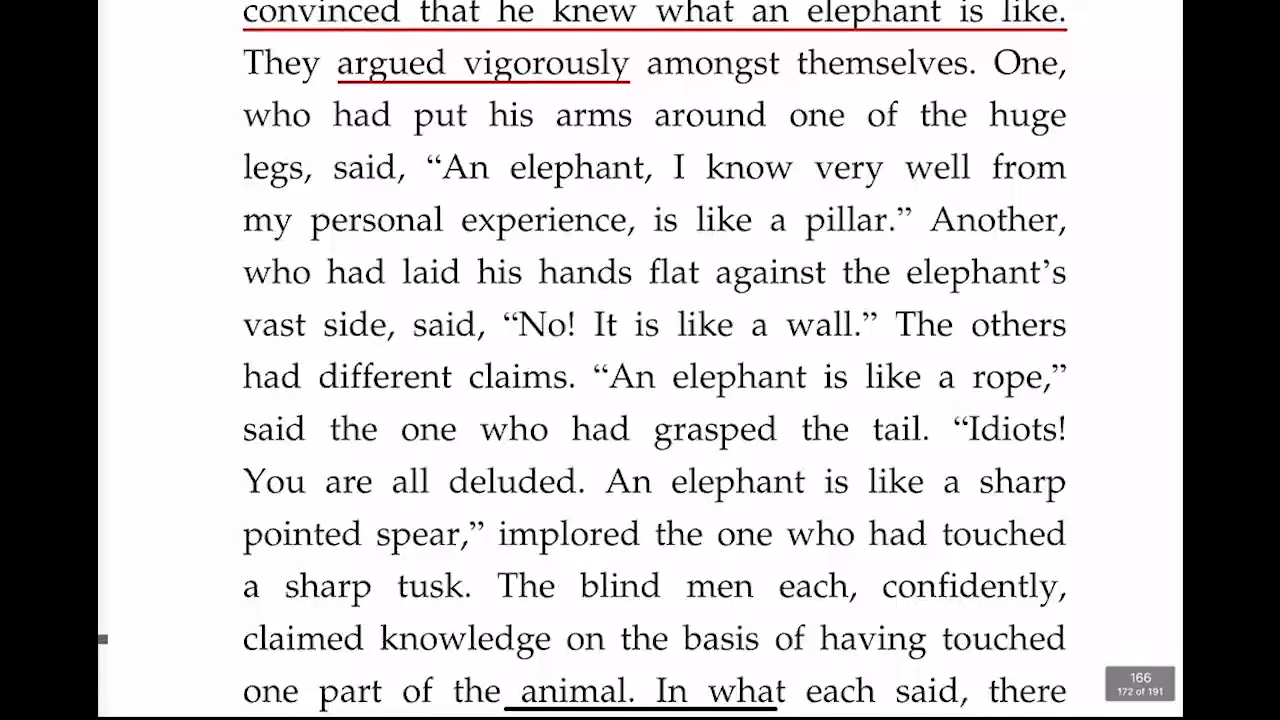 convinced that he knew what an elephant is like.
They argued vigorously amongst themselves. One,
who had put his arms around one of the huge
legs, said, “An elephant, I know very well from
my personal experience, is like a pillar.” Another,
who had laid his hands flat against the elephant’s
vast side, said, “No! It is like a wall.” The others
had different claims. “An elephant is like a rope,”
said the one who had grasped the tail. “Idiots!
You are all deluded. An elephant is like a sharp
pointed spear,” implored the one who had touched
a sharp tusk. The blind men each, confidently,
claimed knowledge on the basis of having touched
one part of the animal. In what each said, there
166
172 of 191